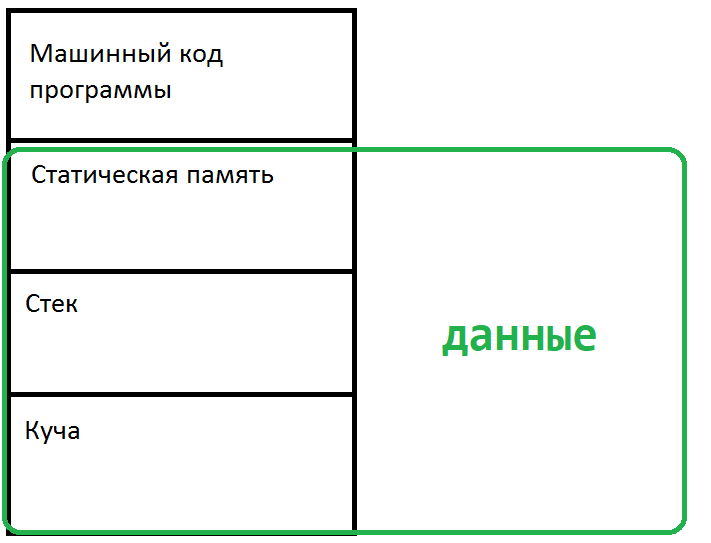 Машинный код
программы
Статическая память
Стек
данные
Куча